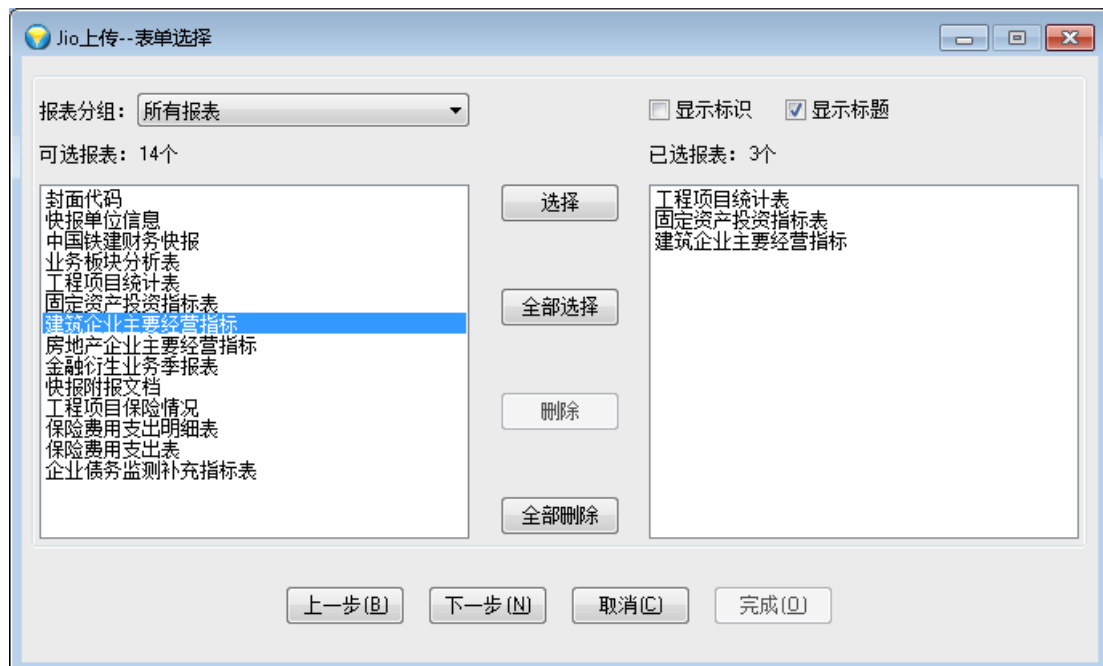 Jio上传--表单选择
报表分组: 所有报表
显示标识
显示标题
可选报表: 14个
已选报表: 3个
封面代码
快报单位信息
中国铁建财务快报
业务板块分析表
工程项目统计表
固定资产投资指标表
建筑企业主要经营指标
房地产企业主要经营指标
金融衍生业务季报表
快报附报文档
工程项目保险情况
保险费用支出明细表
保险费用支出表
企业债务监测补充指标表
选择
全部选择
删除
全部删除
工程项目统计表
固定资产投资指标表
建筑企业主要经营指标
上一步(B)
下一步(N)
取消(C)
完成(O)